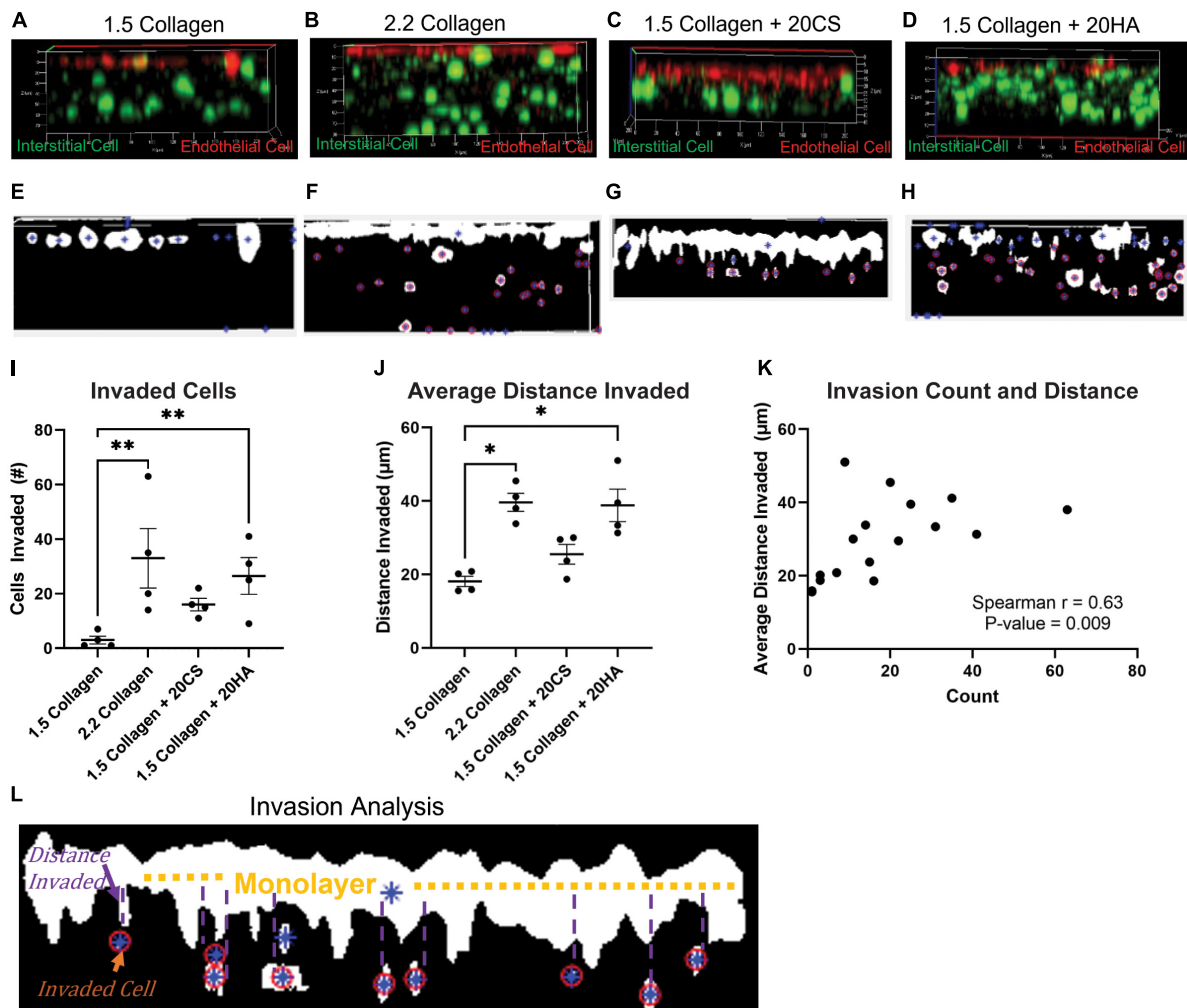 A
1.5 Collagen
B
2.2 Collagen
C
1.5 Collagen + 20CS
D
1.5 Collagen + 20HA
Interstitial Cell
Endothelial Cell
Interstitial Cell
Endothelial Cell
Interstitial Cell
Endothelial Cell
Interstitial Cell
Endothelial Cell
E
F
G
H
I
Invaded Cells
**
**
80
60
40
20
0
Cells Invaded (#)
1.5 Collagen
2.2 Collagen
1.5 Collagen + 20CS
1.5 Collagen + 20HA
J
Average Distance Invaded
*
*
60
40
20
0
Distance Invaded (µm)
1.5 Collagen
2.2 Collagen
1.5 Collagen + 20CS
1.5 Collagen + 20HA
K
Invasion Count and Distance
60
40
20
0
Average Distance Invaded (µm)
Spearman r = 0.63
P-value = 0.009
0
20
40
60
80
Count
L
Invasion Analysis
Distance
Invaded
Monolayer
Invaded Cell